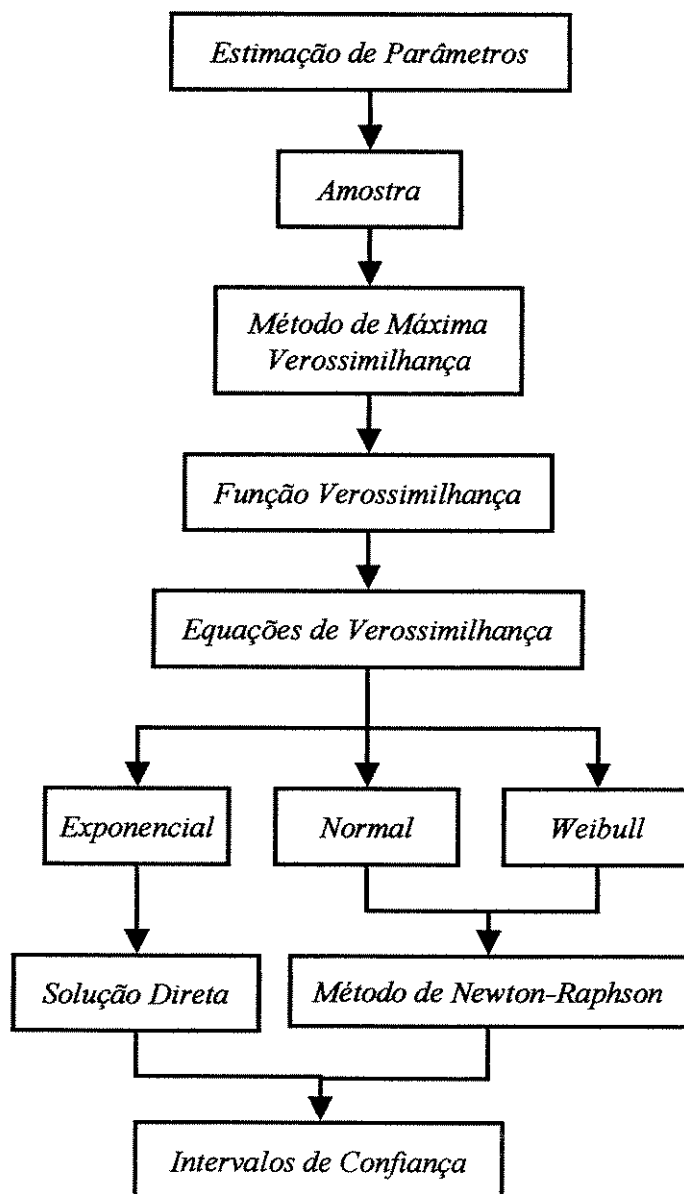 Estimação de Parâmetros
Amostra
Método de Máxima
Verossimilhança
Função Verossimilhança
Equações de Verossimilhança
Exponencial
Normal
Weibull
Solução Direta
Método de Newton-Raphson
Intervalos de Confiança